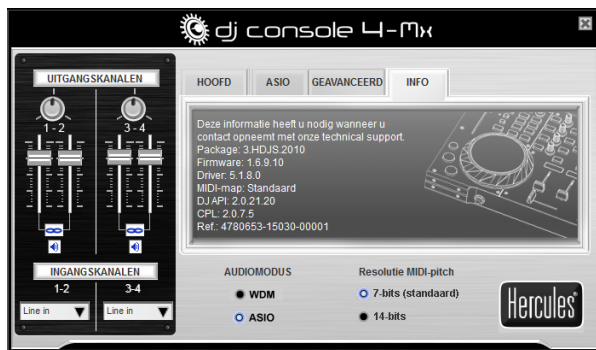 dj console 4-Mx
UITGANGSKANALEN
1 - 2
3 - 4
INGANGSKANALEN
1-2
3-4
Line in
Line in
HOOFD
ASIO
GEAVANCEERD
INFO
Deze informatie heeft u nodig wanneer u
contact opneemt met onze technical support.
Package: 3.HDJS.2010
Firmware: 1.6.9.10
Driver: 5.1.8.0
MIDI-map: Standaard
DJAPI: 2.0.21.20
CPL: 2.0.7.5
Ref.: 4780653-15030-00001
AUDIOMODUS
WDM
ASIO
Resolutie MIDI-pitch
7-bits (standaard)
14-bits
Hercules